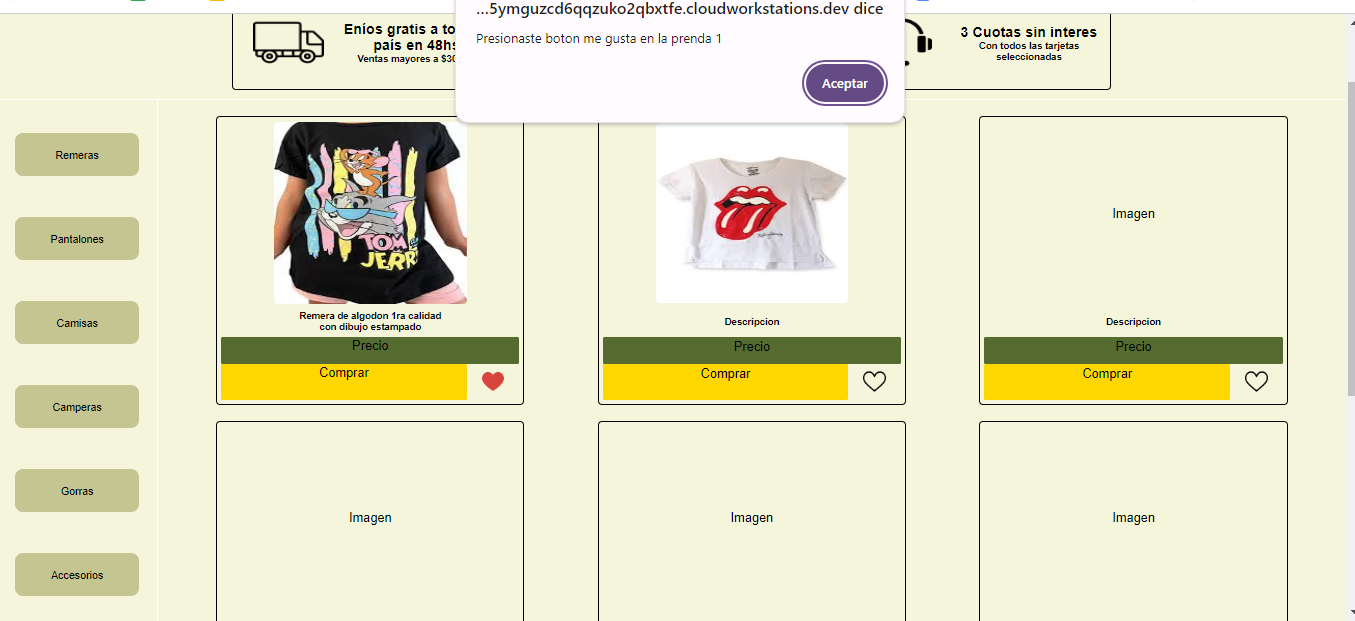 ...5ymguzcd6qqzuko2qbxtfe.cloudworkstations.dev dice
Presionaste boton me gusta en la prenda 1
Aceptar
Eníos gratis a to
país en 48hs
Ventas mayores a $30
3 Cuotas sin interes
Con todos las tarjetas
seleccionadas
Remeras
Pantalones
Camisas
Camperas
Gorras
Accesorios
TOM
JERR
Remera de algodon 1ra calidad
con dibujo estampado
Precio
Comprar
Descripcion
Precio
Comprar
Imagen
Descripcion
Precio
Comprar
Imagen
Imagen
Imagen